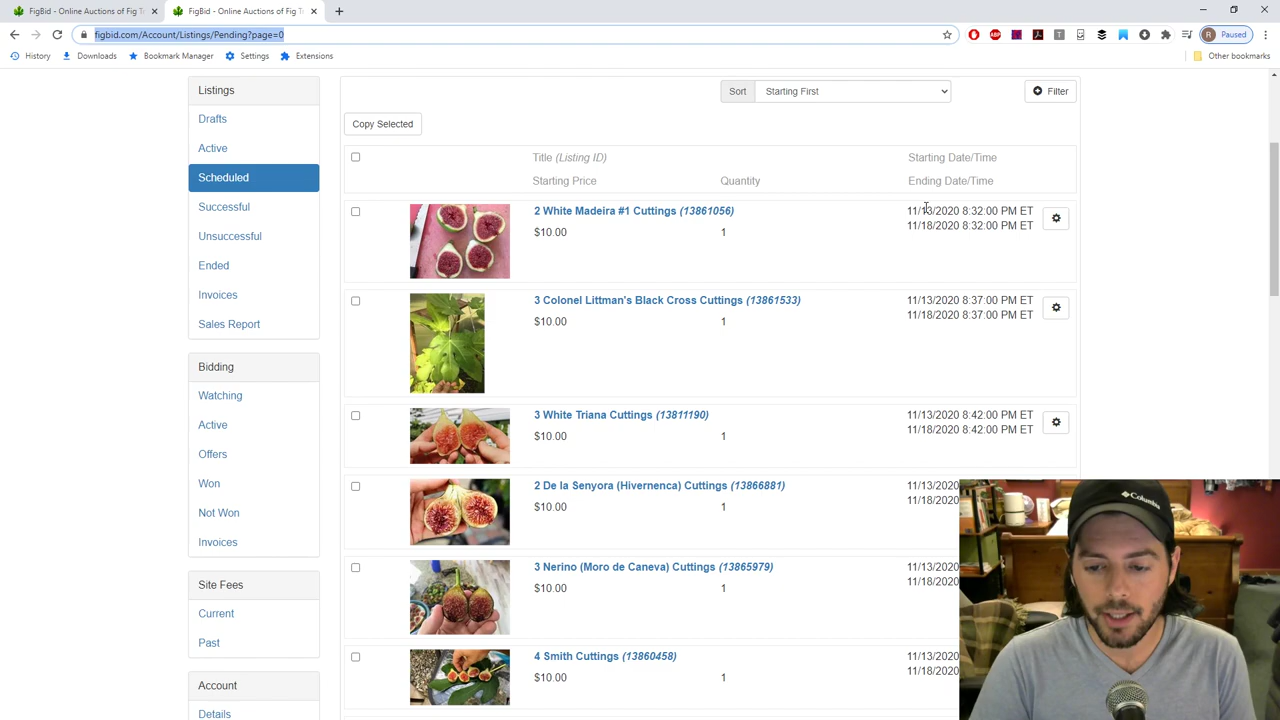 FigBid - Online Auctions of Fig T
FigBid - Online Auctions of Fig Tr
figbid.com/Account/Listings/Pending?page=0
Paused
History
Downloads
Bookmark Manager
Settings
Extensions
Other bookmarks
Listings
Drafts
Active
Scheduled
Successful
Unsuccessful
Ended
Invoices
Sales Report
Bidding
Watching
Active
Offers
Won
Not Won
Invoices
Site Fees
Current
Past
Account
Details
Sort Starting First
Filter
Copy Selected
Title (Listing ID) Starting Date/Time
Starting Price Quantity Ending Date/Time
2 White Madeira #1 Cuttings (13861056) 11/13/2020 8:32:00 PM ET
$10.00 1 11/18/2020 8:32:00 PM ET
3 Colonel Littman's Black Cross Cuttings (13861533) 11/13/2020 8:37:00 PM ET
$10.00 1 11/18/2020 8:37:00 PM ET
3 White Triana Cuttings (13811190) 11/13/2020 8:42:00 PM ET
$10.00 1 11/18/2020 8:42:00 PM ET
2 De la Senyora (Hivernenca) Cuttings (13866881) 11/13/2020
$10.00 1 11/18/2020
3 Nerino (Moro de Caneva) Cuttings (13865979) 11/13/2020
$10.00 1 11/18/2020
4 Smith Cuttings (13860458) 11/13/2020
$10.00 1 11/18/2020
Columbia